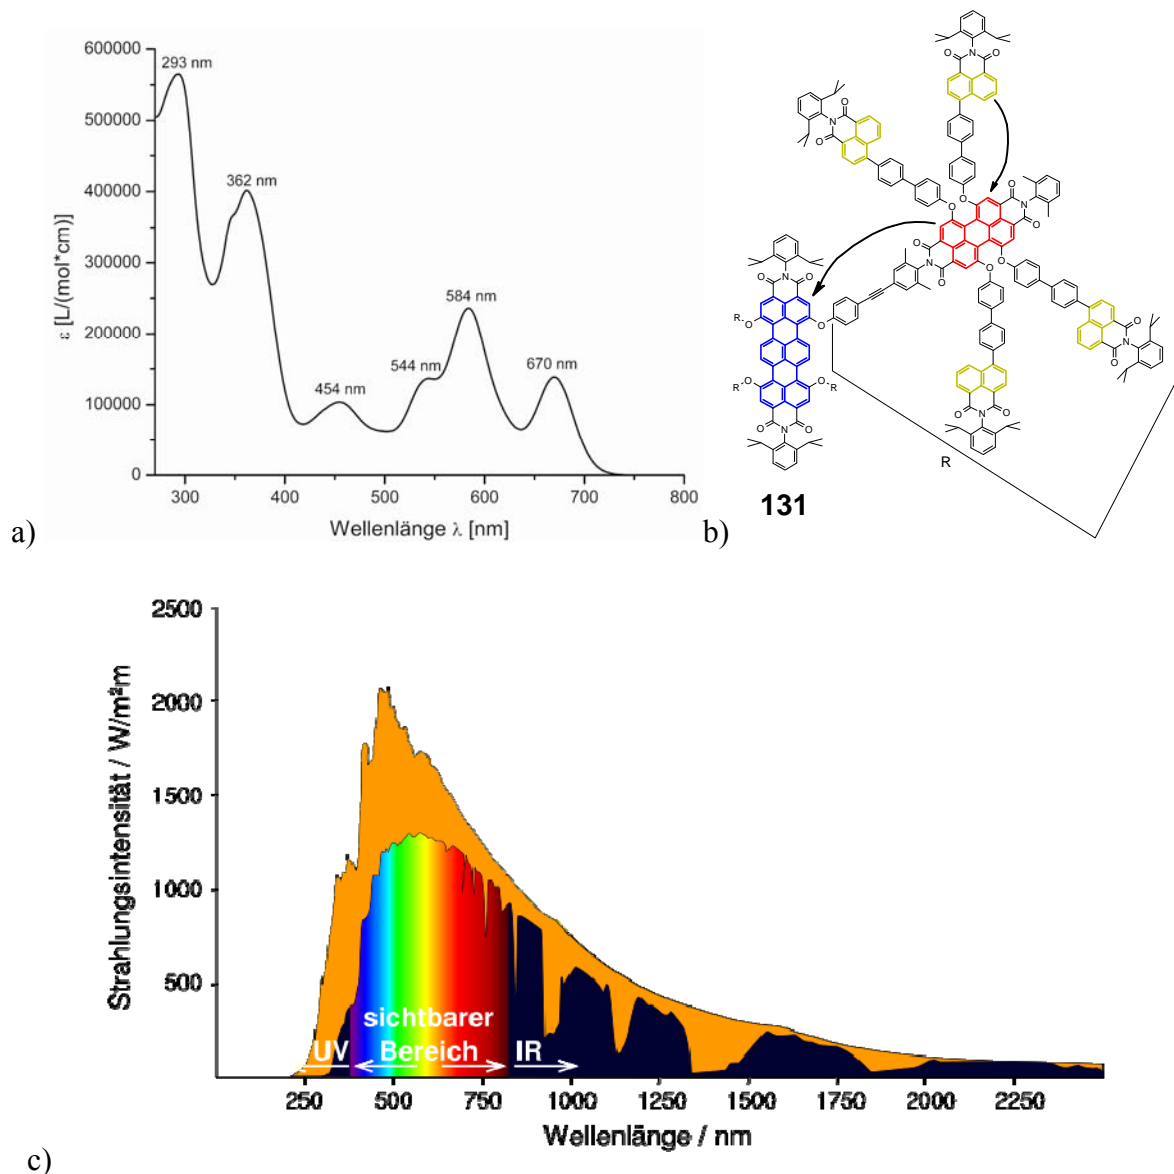 a)
600000
500000
400000
300000
200000
100000
0
ε [L/(mol*cm)]
293 nm
362 nm
454 nm
544 nm
584 nm
670 nm
300
400
500
600
700
800
Wellenlänge λ [nm]
b)
O
N
O
O
N
O
O
O
O
N
O
O
N
O
O
O
O
N
O
O
N
O
O
N
O
O
N
O
R
O
O
R
O
O
R
O
N
O
R
131
c)
2500
2000
1500
1000
500
Strahlungsintensität / W/m²m
sichtbarer
UV
Bereich
IR
250
500
750
1000
1250
1500
1750
2000
2250
Wellenlänge / nm